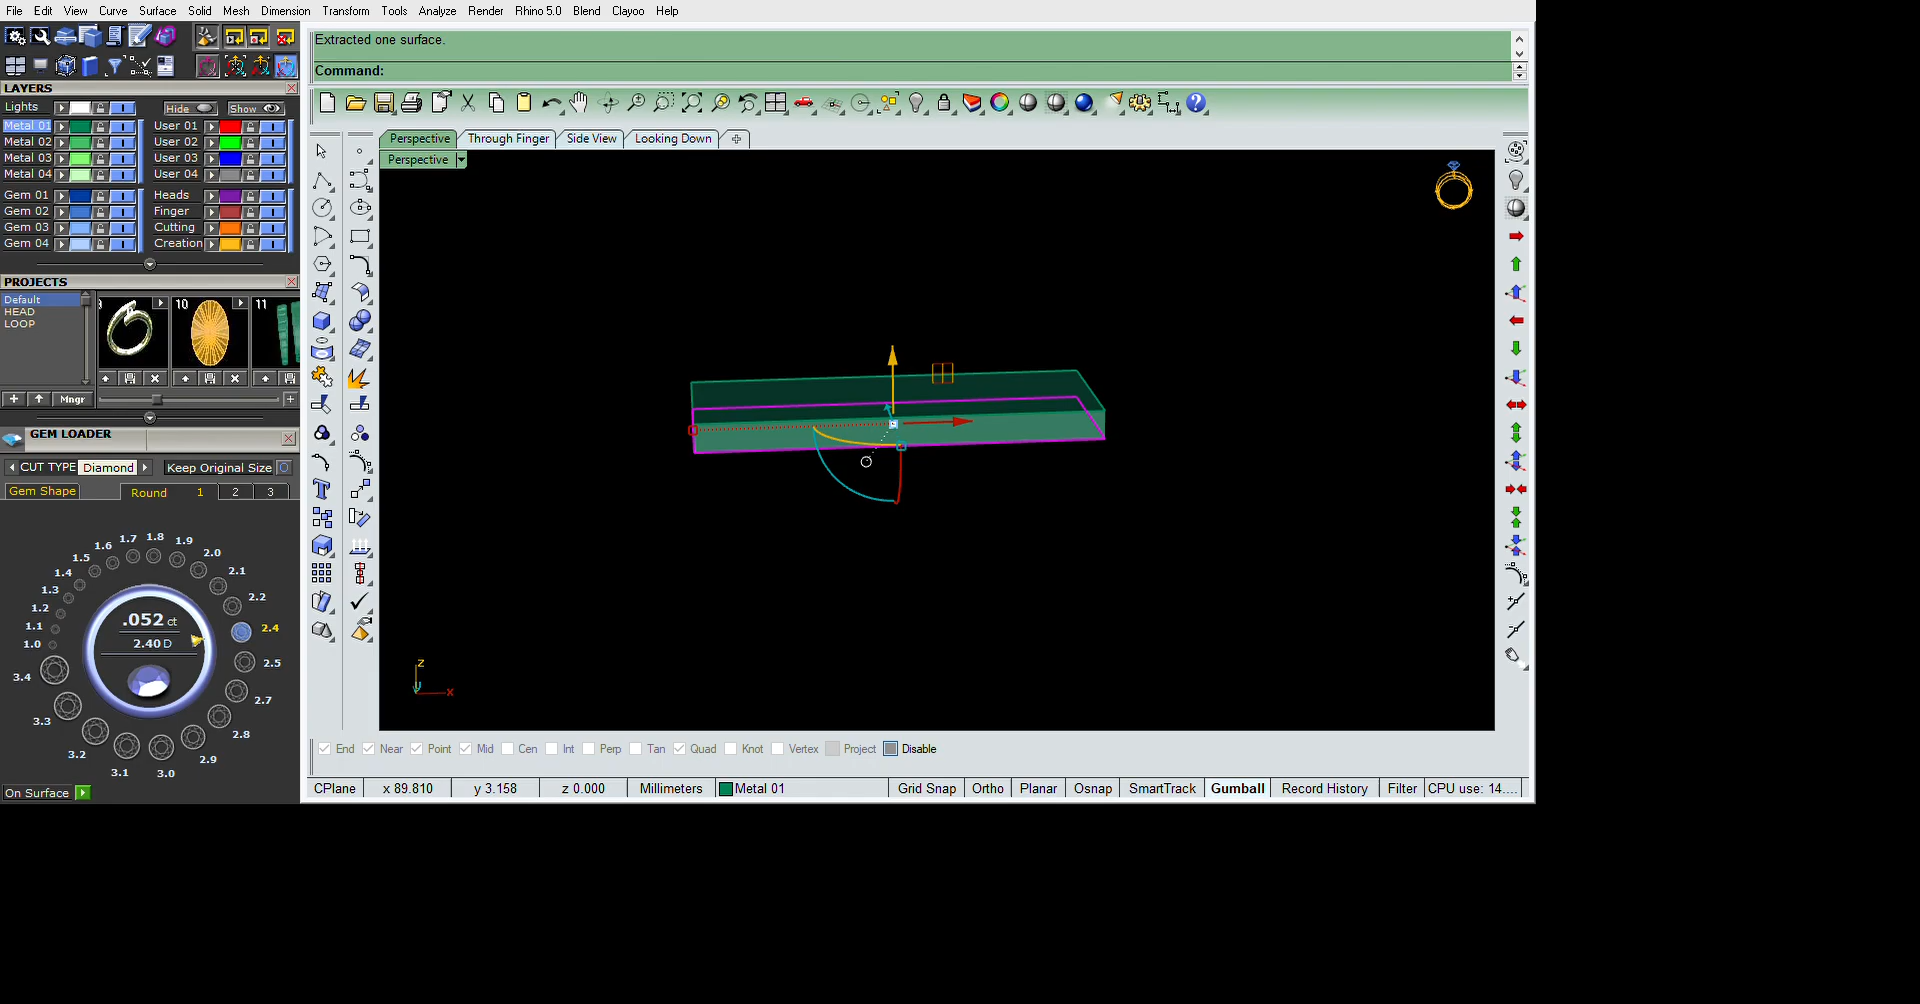 File Edit View Curve Surface Solid Mesh Dimension Transform Tools Analyze Render Rhino 5.0 Blend Clayoo Help
Extracted one surface.
Command:
LAYERS
Lights Hide Show
Metal 01 User 01
Metal 02 User 02
Metal 03 User 03
Metal 04 User 04
Gem 01 Heads
Gem 02 Finger
Gem 03 Cutting
Gem 04 Creation
PROJECTS
Default
HEAD
LOOP
10 11
Mngr
GEM LOADER
CUT TYPE Diamond Keep Original Size
Gem Shape Round 1 2 3
1.0
1.1
1.2
1.3
1.4
1.5
1.6
1.7
1.8
1.9
2.0
2.1
2.2
2.4
2.5
2.7
2.8
2.9
3.0
3.1
3.2
3.3
3.4
.052 ct
2.40 D
On Surface
Perspective Through Finger Side View Looking Down
Perspective
z
y
x
End Near Point Mid Cen Int Perp Tan Quad Knot Vertex Project Disable
CPlane x 89.810 y 3.158 z 0.000 Millimeters Metal 01 Grid Snap Ortho Planar Osnap SmartTrack Gumball Record History Filter CPU use: 14....